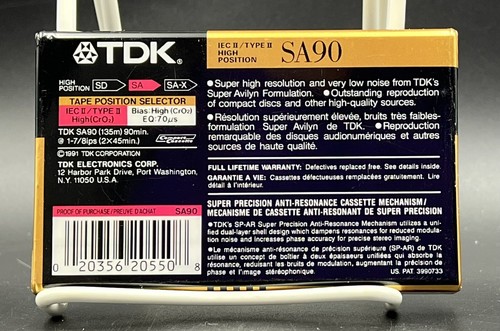 TDK.
IEC II / TYPE II
HIGH
POSITION
SA90
HIGH
POSITION
SD
SA
SA-X
TAPE POSITION SELECTOR
IEC II / TYPE II
High(CrO₂)
Bias: High(CrO₂)
EQ: 70µs
TDK SA90 (135m) 90min.
@ 1-7/8ips (2X45min.)
Compact
Cassette
©1991 TDK CORPORATION
TDK ELECTRONICS CORP.
12 Harbor Park Drive, Port Washington,
N.Y. 11050 U.S.A.
PROOF OF PURCHASE/PREUVE D'ACHAT
SA90
0 20356 20550 8
●Super high resolution and very low noise from TDK's
Super Avilyn Formulation. ●Outstanding reproduction
of compact discs and other high-quality sources.
●Résolution supérieurement élevée, bruits très faibles-
formulation Super Avilyn de TDK. ●Reproduction
remarquable des disques audionumériques et autres
sources de haute qualité.
FULL LIFETIME WARRANTY: Defectives replaced free. See details inside
GARANTIE A VIE: Cassettes défectueuses remplacées gratuitement. Lire
détail à l'intérieur.
SUPER PRECISION ANTI-RESONANCE CASSETTE MECHANISM/
MECANISME DE CASSETTE ANTI-RESONANT DE SUPER PRECISION
●TDK's SP-AR Super Precision Anti-Resonance Mechanism utilizes a uni-
fied dual-layer shell design which dampens resonances for reduced modula-
tion noise and increases phase accuracy for precise stereo imaging.
●Le mécanisme anti-résonance de précision supérieure (SP-AR) de TDK
utilise un concept de boîtier à deux épaisseurs unifiées qui absorbe la
résonance, réduisant les bruits de modulation, augmentant la précision de
phase et l'image stéréophonique.
US. PAT. 3990733